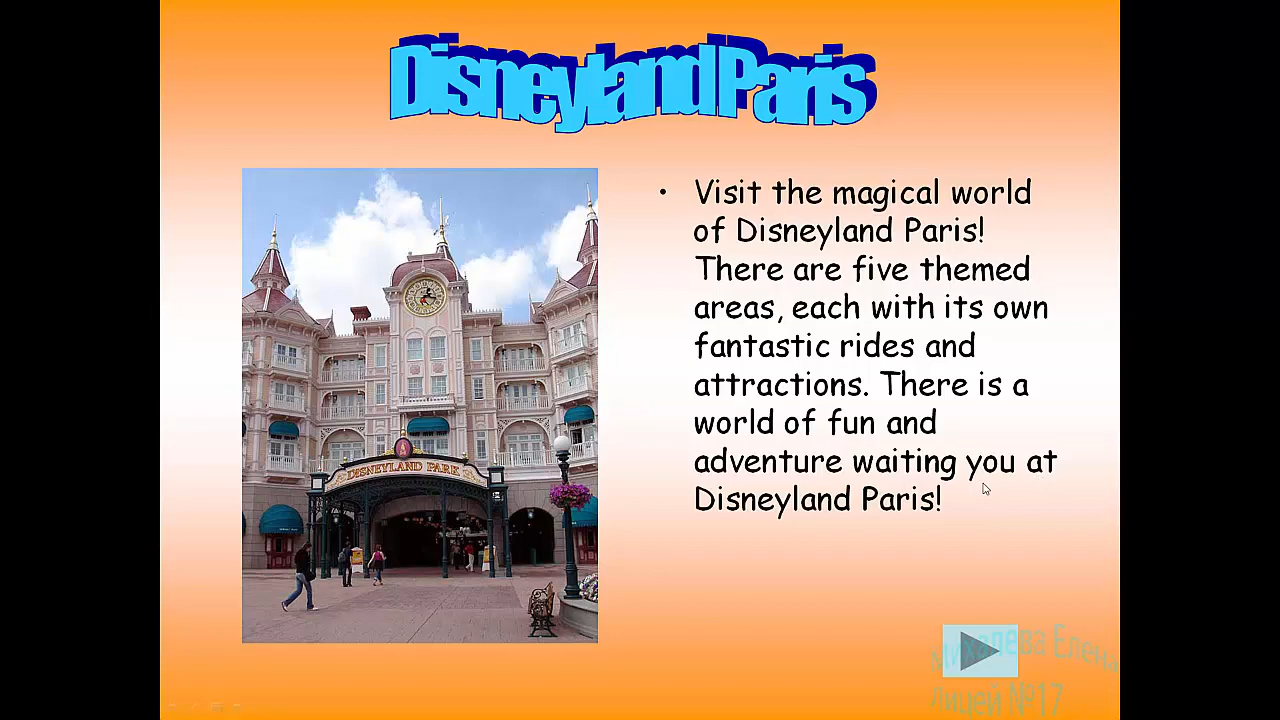 Disneyland Paris
• Visit the magical world
of Disneyland Paris!
There are five themed
areas, each with its own
fantastic rides and
attractions. There is a
world of fun and
adventure waiting you at
Disneyland Paris!
DISNEYLAND PARK
Михалева Елена
Лицей №17